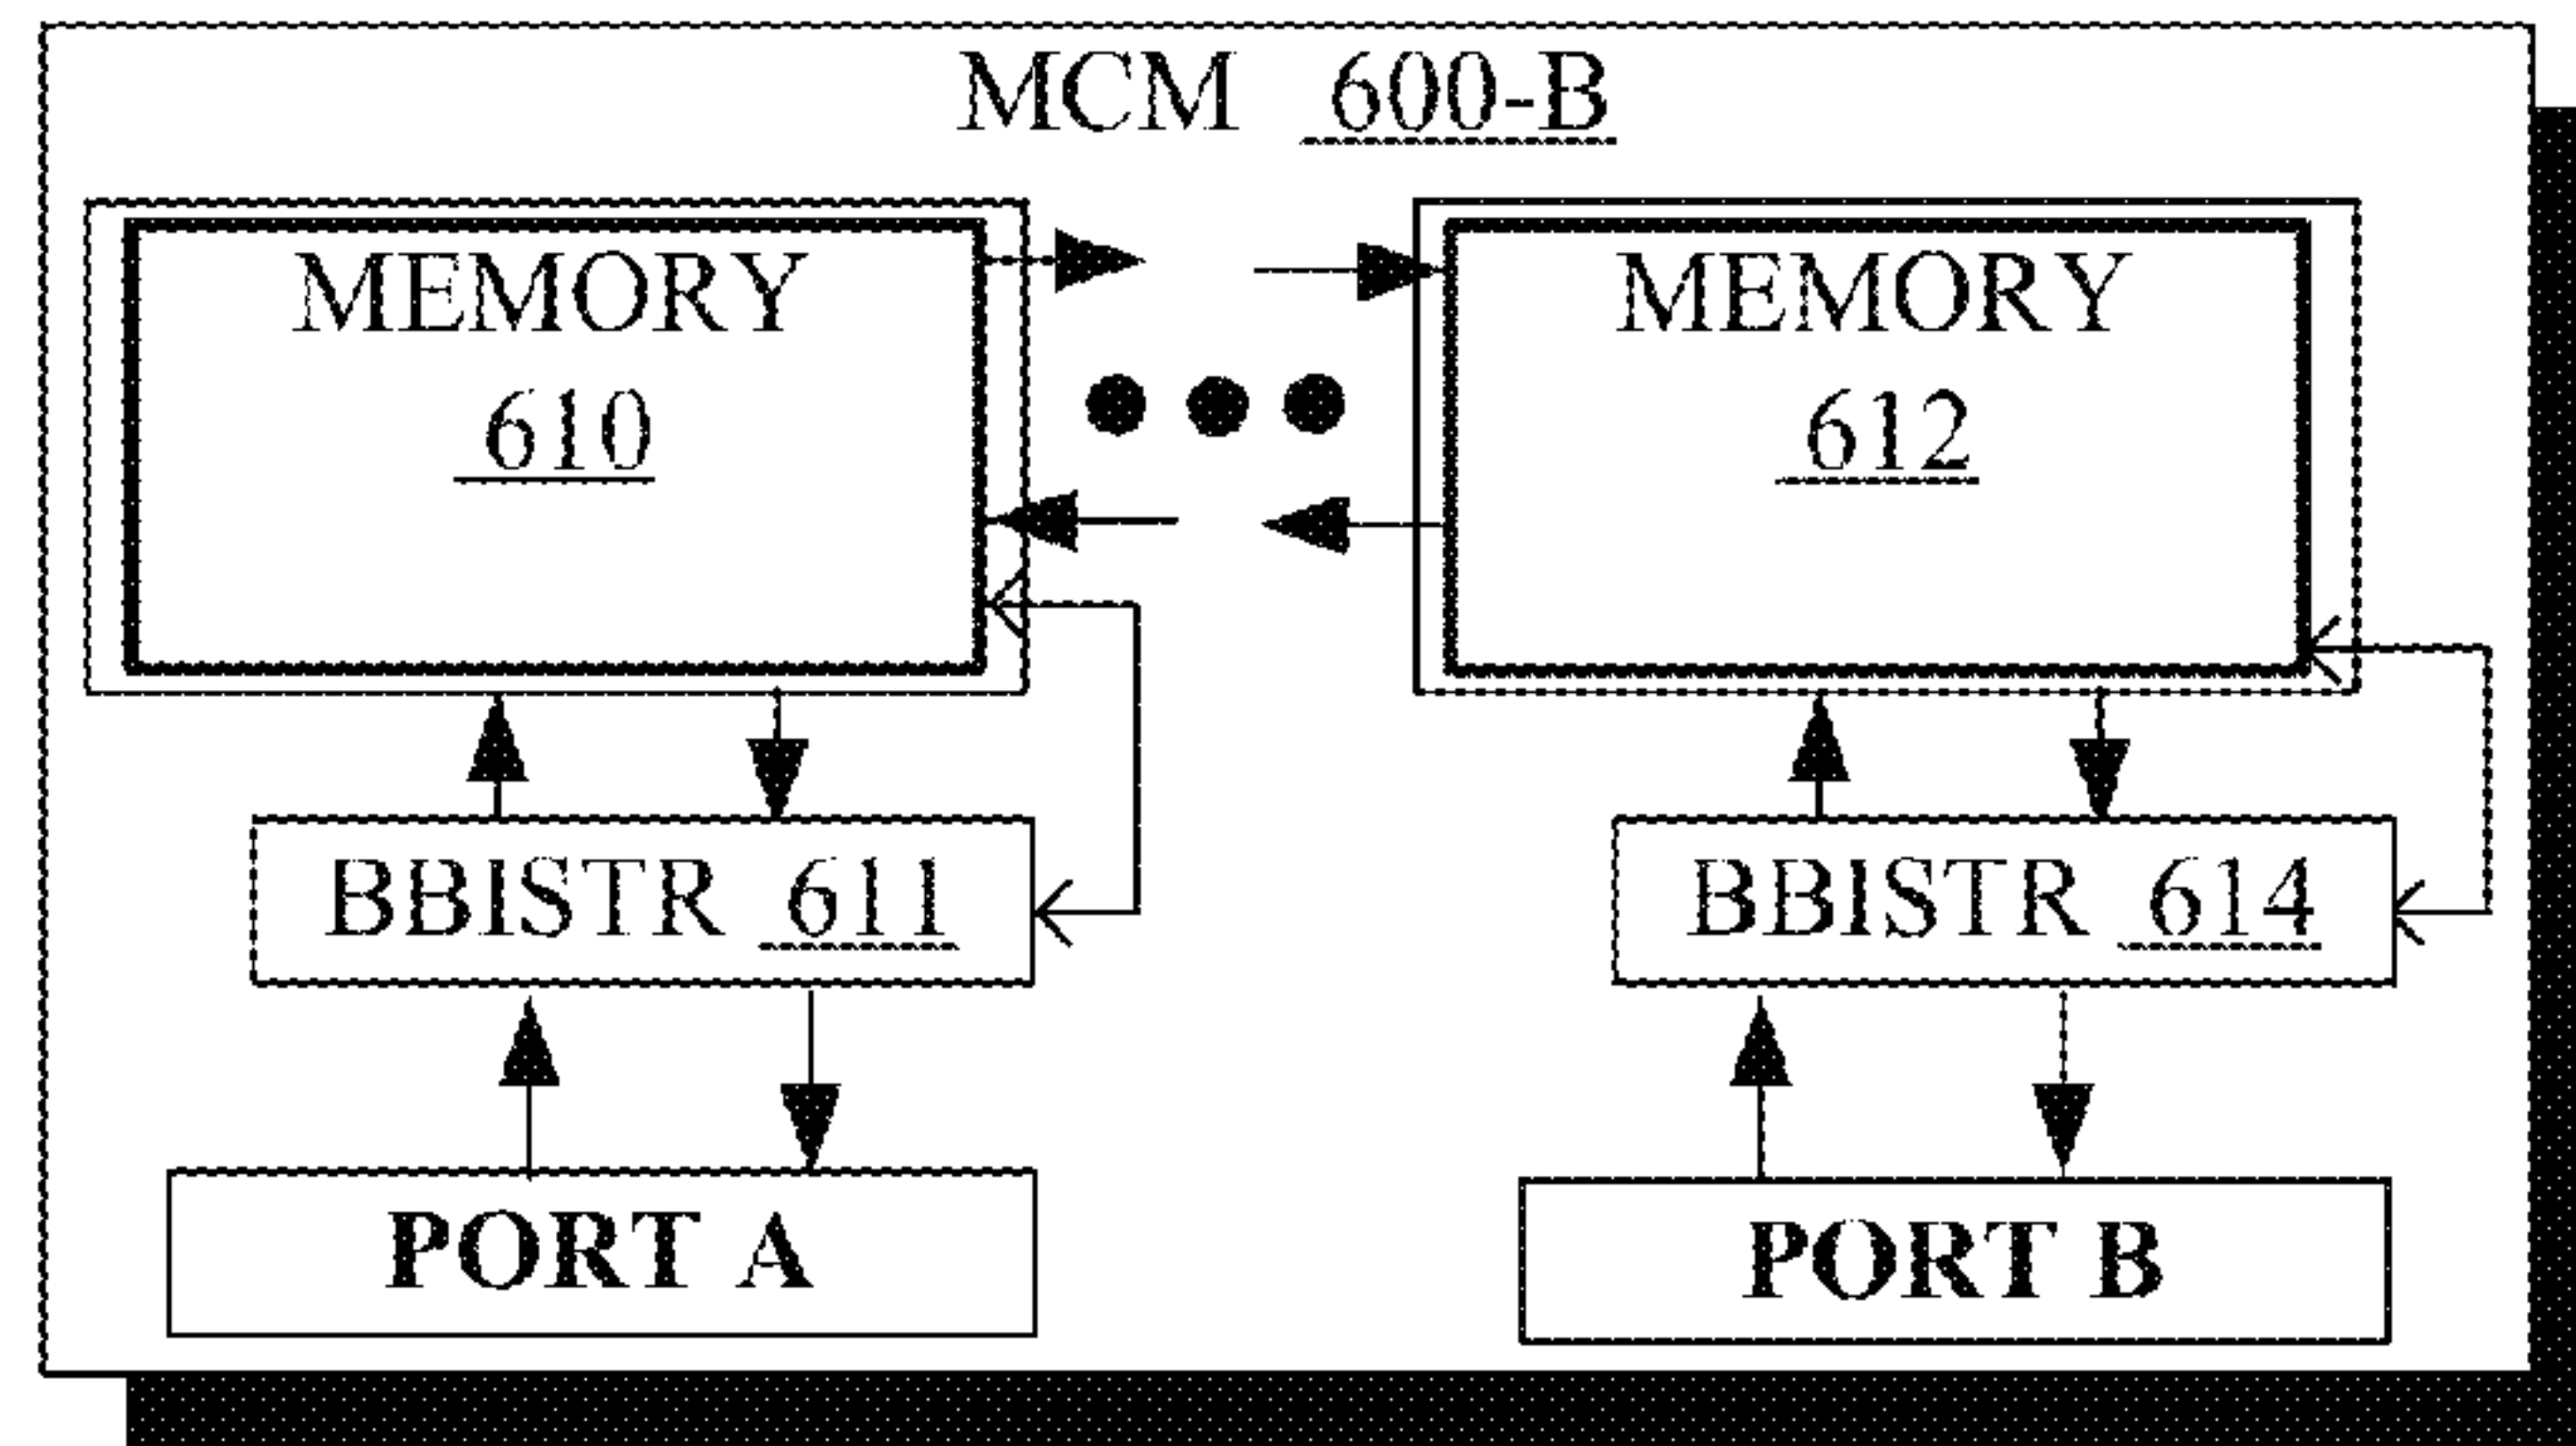 MCM 600-B
MEMORY
610
MEMORY
612
BBISTR 611
BBISTR 614
PORT A
PORT B